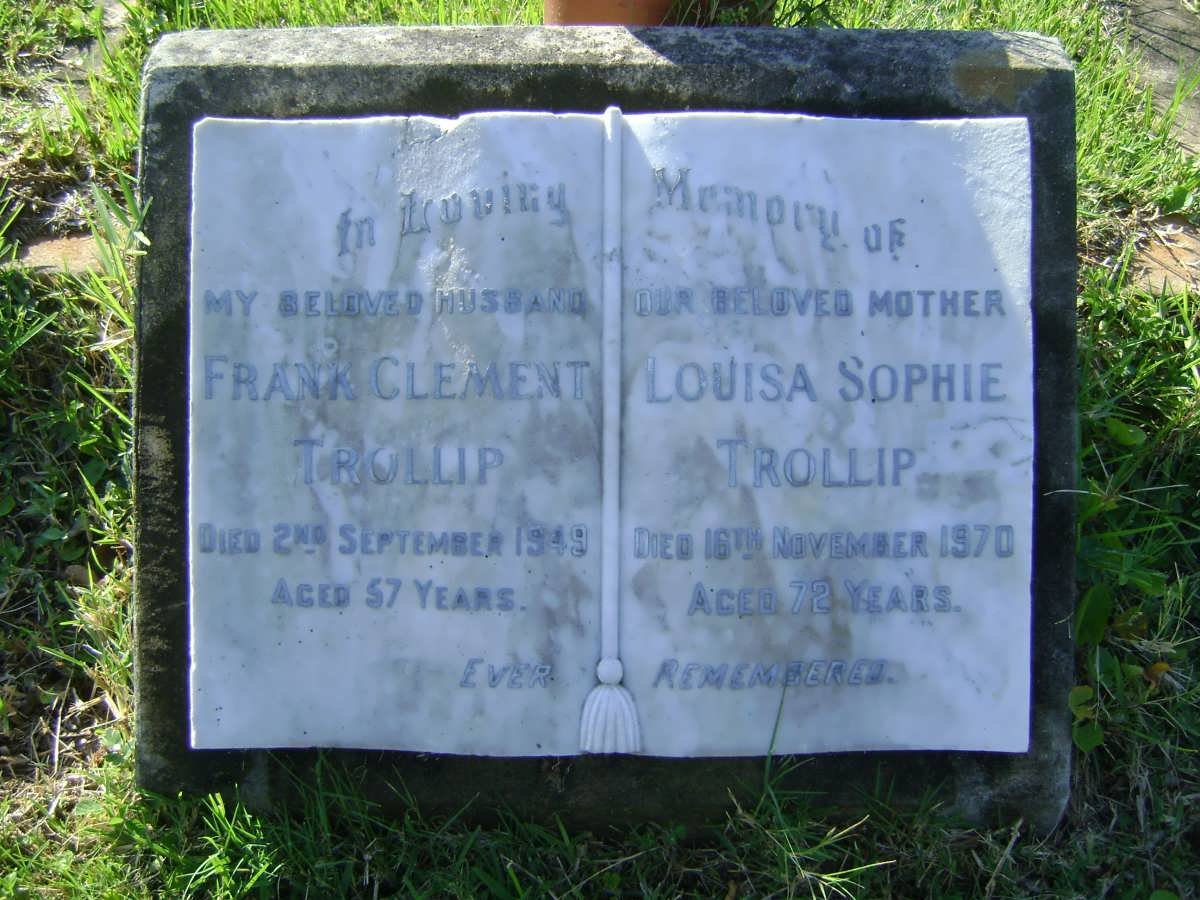 In Loving Memory of
MY BELOVED HUSBAND
FRANK CLEMENT
TROLLIP
DIED 2ND SEPTEMBER 1949
AGED 57 YEARS.
OUR BELOVED MOTHER
LOUISA SOPHIE
TROLLIP
DIED 16TH NOVEMBER 1970
AGED 72 YEARS.
EVER REMEMBERED.